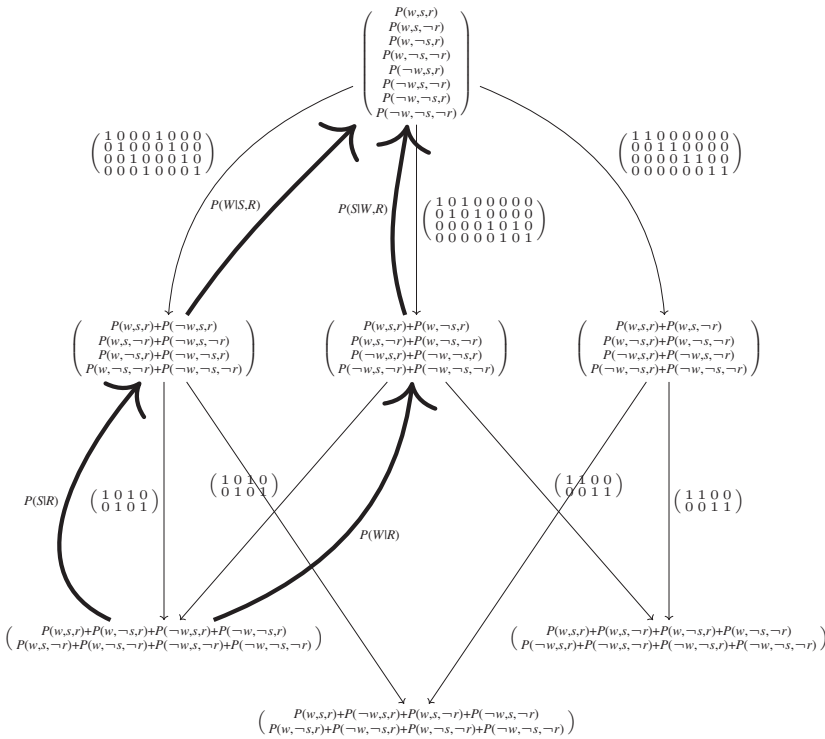 P(w,s,r)
P(w,s,¬r)
P(w,¬s,r)
P(w,¬s,¬r)
P(¬w,s,r)
P(¬w,s,¬r)
P(¬w,¬s,r)
P(¬w,¬s,¬r)
1 0 0 0 1 0 0 0
0 1 0 0 0 1 0 0
0 0 1 0 0 0 1 0
0 0 0 1 0 0 0 1
1 1 0 0 0 0 0 0
0 0 1 1 0 0 0 0
0 0 0 0 1 1 0 0
0 0 0 0 0 0 1 1
P(W|S,R)
P(S|W,R)
1 0 1 0 0 0 0 0
0 1 0 1 0 0 0 0
0 0 0 0 1 0 1 0
0 0 0 0 0 1 0 1
P(w,s,r)+P(¬w,s,r)
P(w,s,¬r)+P(¬w,s,¬r)
P(w,¬s,r)+P(¬w,¬s,r)
P(w,¬s,¬r)+P(¬w,¬s,¬r)
P(w,s,r)+P(w,¬s,r)
P(w,s,¬r)+P(w,¬s,¬r)
P(¬w,s,r)+P(¬w,¬s,r)
P(¬w,s,¬r)+P(¬w,¬s,¬r)
P(w,s,r)+P(w,s,¬r)
P(w,¬s,r)+P(w,¬s,¬r)
P(¬w,s,r)+P(¬w,s,¬r)
P(¬w,¬s,r)+P(¬w,¬s,¬r)
P(S|R)
1 0 1 0
0 1 0 1
1 0 1 0
0 1 0 1
P(W|R)
1 1 0 0
0 0 1 1
1 1 0 0
0 0 1 1
P(w,s,r)+P(w,¬s,r)+P(¬w,s,r)+P(¬w,¬s,r)
P(w,s,¬r)+P(w,¬s,¬r)+P(¬w,s,¬r)+P(¬w,¬s,¬r)
P(w,s,r)+P(w,s,¬r)+P(w,¬s,r)+P(w,¬s,¬r)
P(¬w,s,r)+P(¬w,s,¬r)+P(¬w,¬s,r)+P(¬w,¬s,¬r)
P(w,s,r)+P(¬w,s,r)+P(w,s,¬r)+P(¬w,s,¬r)
P(w,¬s,r)+P(¬w,¬s,r)+P(w,¬s,¬r)+P(¬w,¬s,¬r)